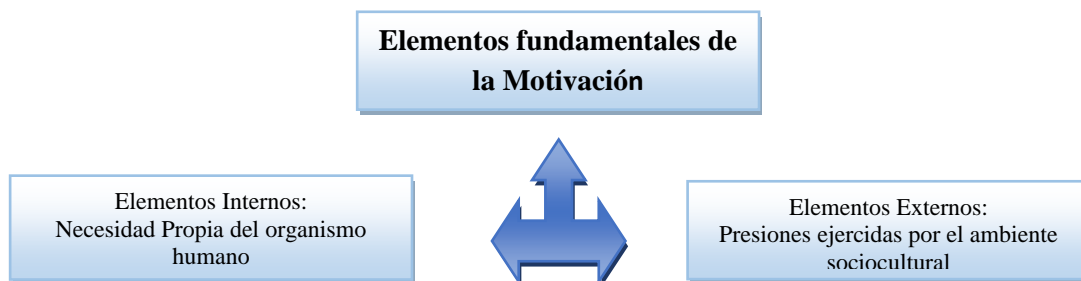 Elementos fundamentales de
la Motivación
Elementos Internos:
Necesidad Propia del organismo
humano
Elementos Externos:
Presiones ejercidas por el ambiente
sociocultural